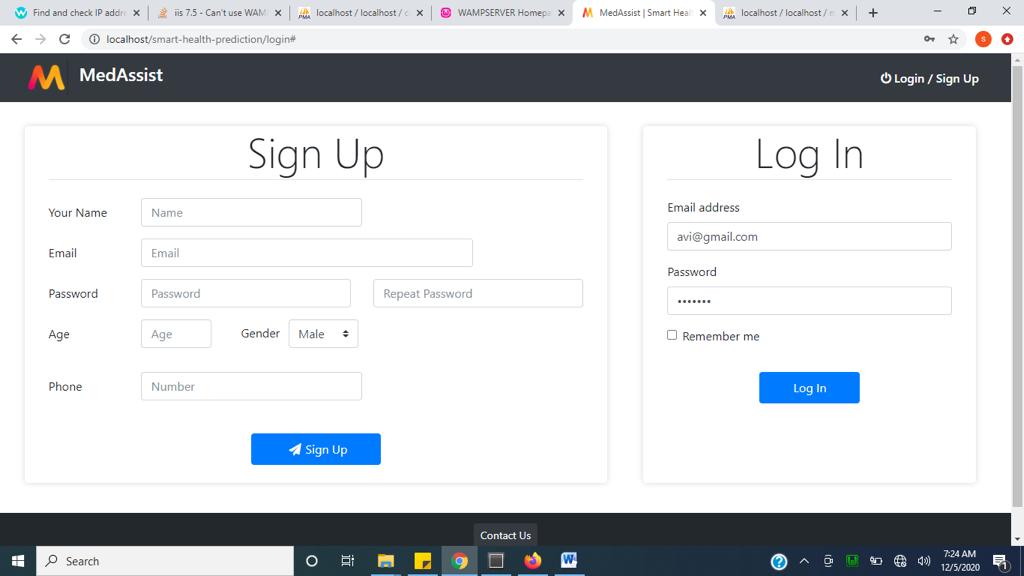 Find and check IP addre
iis 7.5 - Can't use WAM
localhost / localhost / c
WAMPSERVER Homepa
MedAssist | Smart Heal
localhost / localhost / m
localhost/smart-health-prediction/login#
S
MedAssist
Login / Sign Up
Sign Up
Your Name
Name
Email
Email
Password
Password
Repeat Password
Age
Age
Gender
Male
Phone
Number
Sign Up
Log In
Email address
avi@gmail.com
Password
Remember me
Log In
Contact Us
Search
7:24 AM
12/5/2020
1